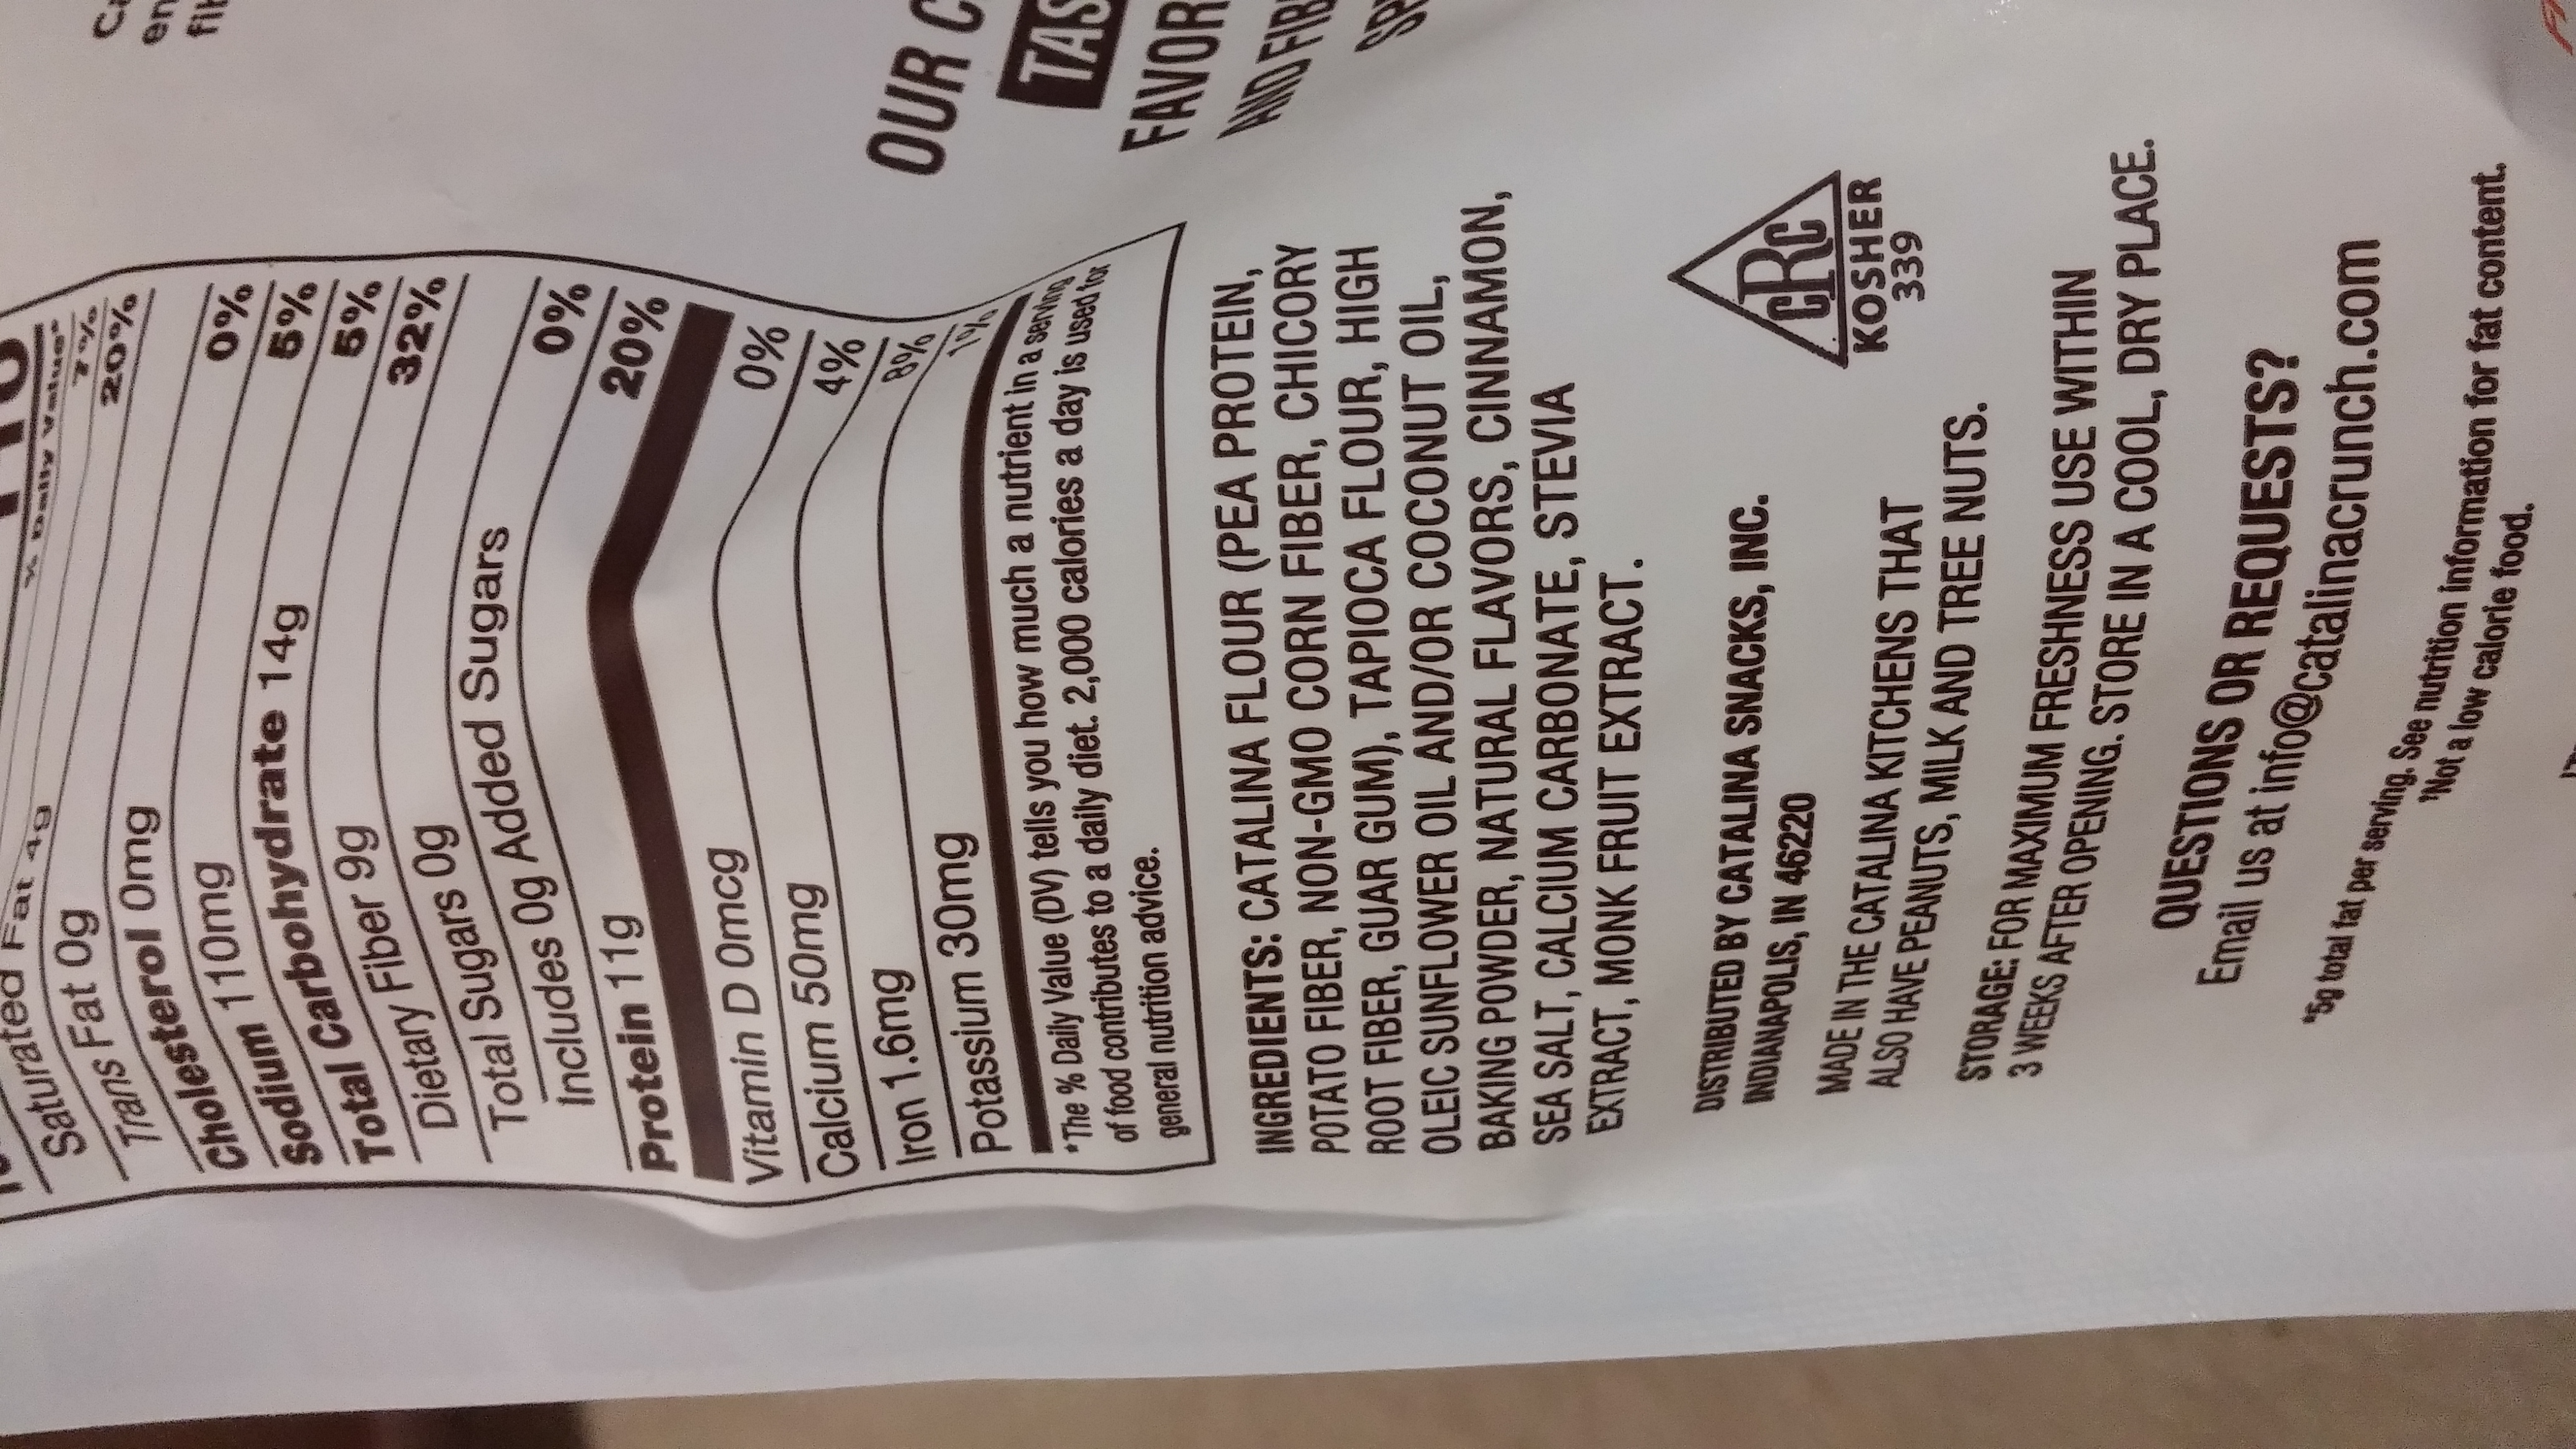 110
% Daily Value*
7%
Saturated Fat 4g 20%
Trans Fat 0g
Cholesterol 0mg 0%
Sodium 110mg 5%
Total Carbohydrate 14g 5%
Dietary Fiber 9g 32%
Total Sugars 0g
Includes 0g Added Sugars 0%
Protein 11g 20%
Vitamin D 0mcg 0%
Calcium 50mg 4%
Iron 1.6mg 8%
Potassium 30mg 1%
*The % Daily Value (DV) tells you how much a nutrient in a serving
of food contributes to a daily diet. 2,000 calories a day is used for
general nutrition advice.
INGREDIENTS: CATALINA FLOUR (PEA PROTEIN,
POTATO FIBER, NON-GMO CORN FIBER, CHICORY
ROOT FIBER, GUAR GUM), TAPIOCA FLOUR, HIGH
OLEIC SUNFLOWER OIL AND/OR COCONUT OIL,
BAKING POWDER, NATURAL FLAVORS, CINNAMON,
SEA SALT, CALCIUM CARBONATE, STEVIA
EXTRACT, MONK FRUIT EXTRACT.
DISTRIBUTED BY CATALINA SNACKS, INC.
INDIANAPOLIS, IN 46220
MADE IN THE CATALINA KITCHENS THAT
ALSO HAVE PEANUTS, MILK AND TREE NUTS.
cRc
KOSHER
339
STORAGE: FOR MAXIMUM FRESHNESS USE WITHIN
3 WEEKS AFTER OPENING. STORE IN A COOL, DRY PLACE.
QUESTIONS OR REQUESTS?
Email us at info@catalinacrunch.com
*5g total fat per serving. See nutrition information for fat content.
†Not a low calorie food.
OUR C
TAS
FAVOR
AND FIB